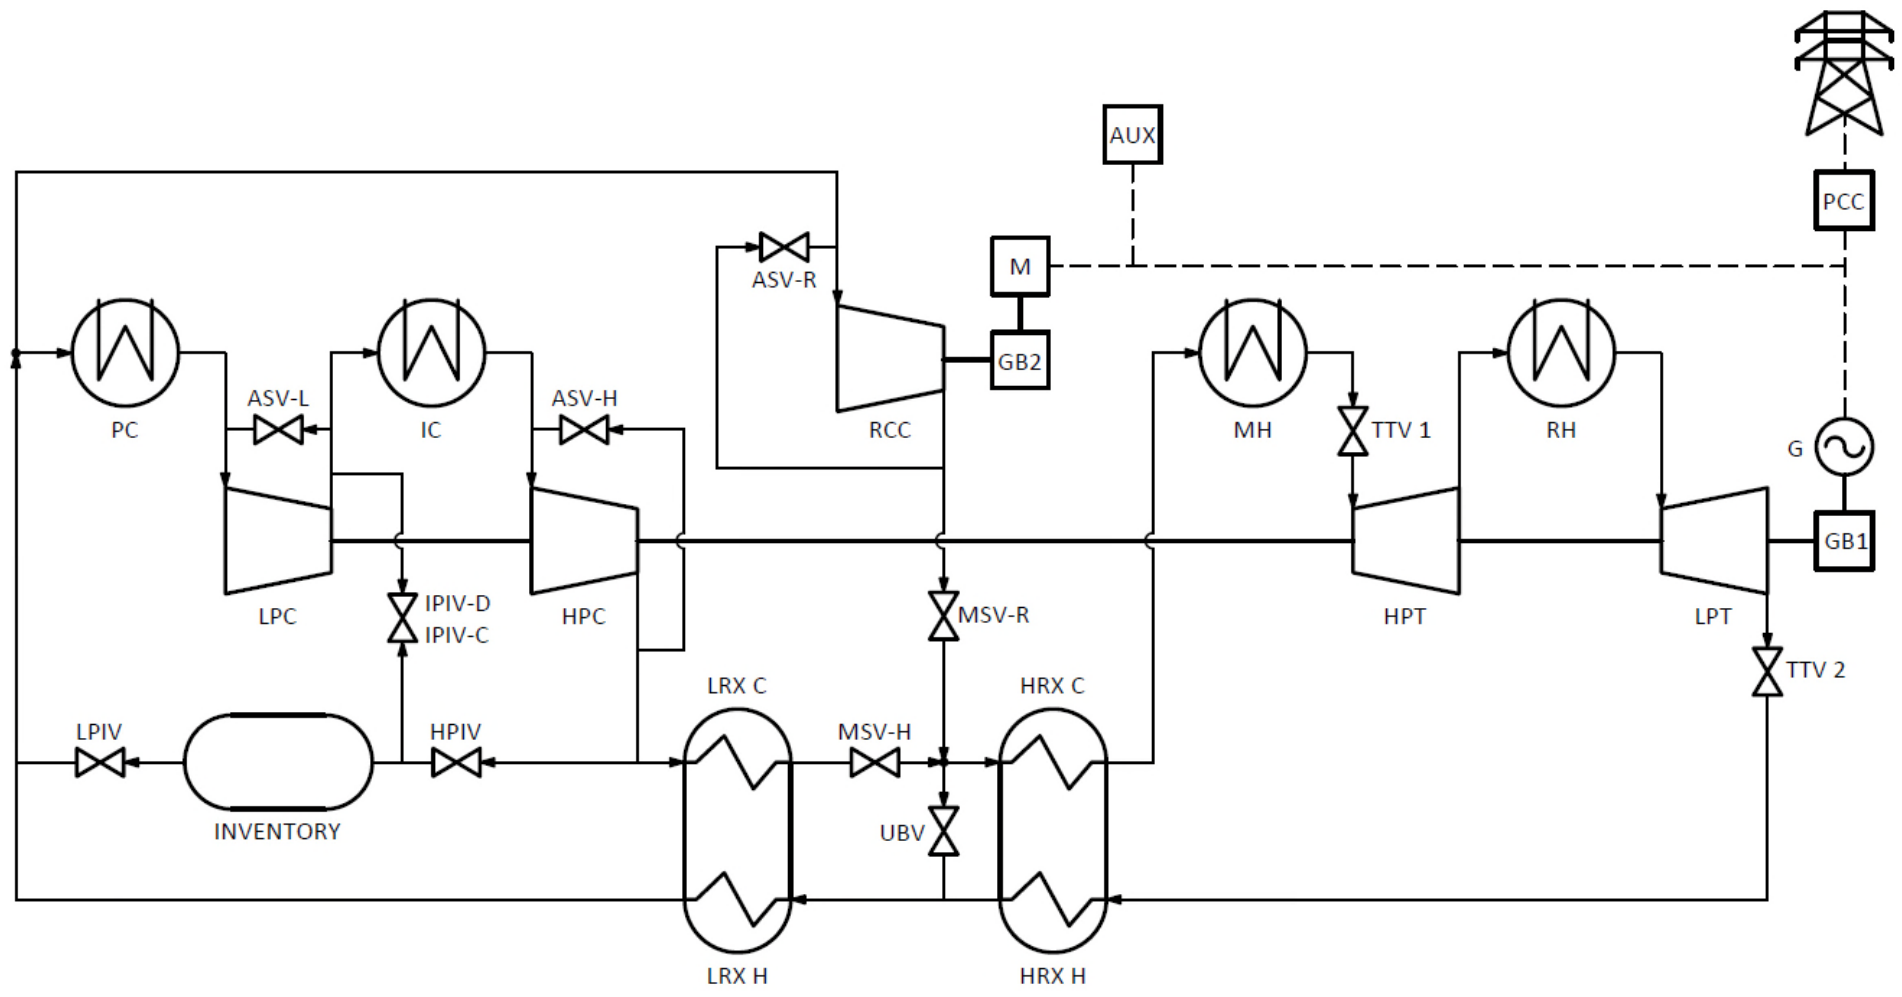 AUX
PCC
M
ASV-R
GB2
ASV-L
ASV-H
PC
IC
RCC
MH
TTV 1
RH
G
GB1
IPIV-D
IPIV-C
LPC
HPC
MSV-R
HPT
LPT
TTV 2
LRX C
HRX C
LPIV
HPIV
MSV-H
INVENTORY
UBV
LRX H
HRX H